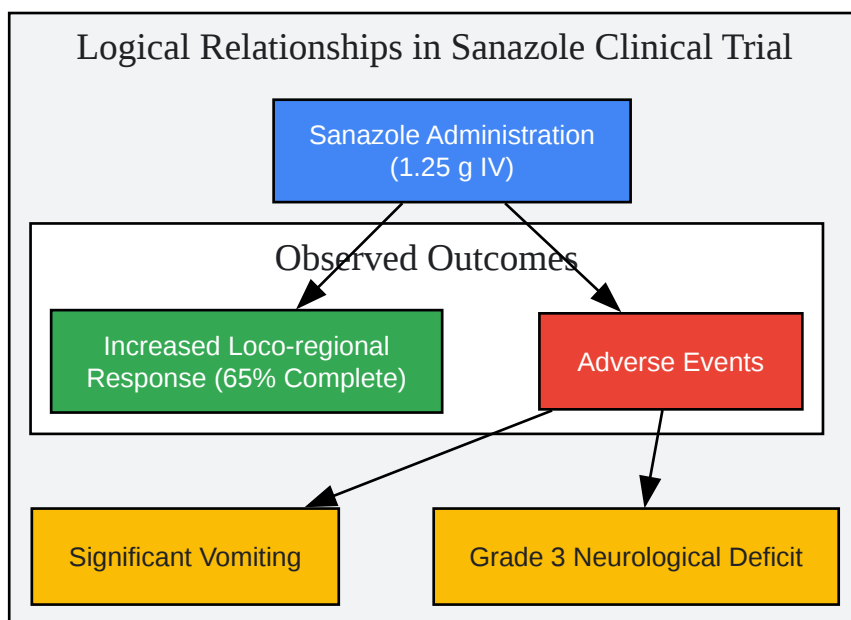 Logical Relationships in Sanazole Clinical Trial
Sanazole Administration
(1.25 g IV)
Observed Outcomes
Increased Loco-regional
Response (65% Complete)
Adverse Events
Significant Vomiting
Grade 3 Neurological Deficit